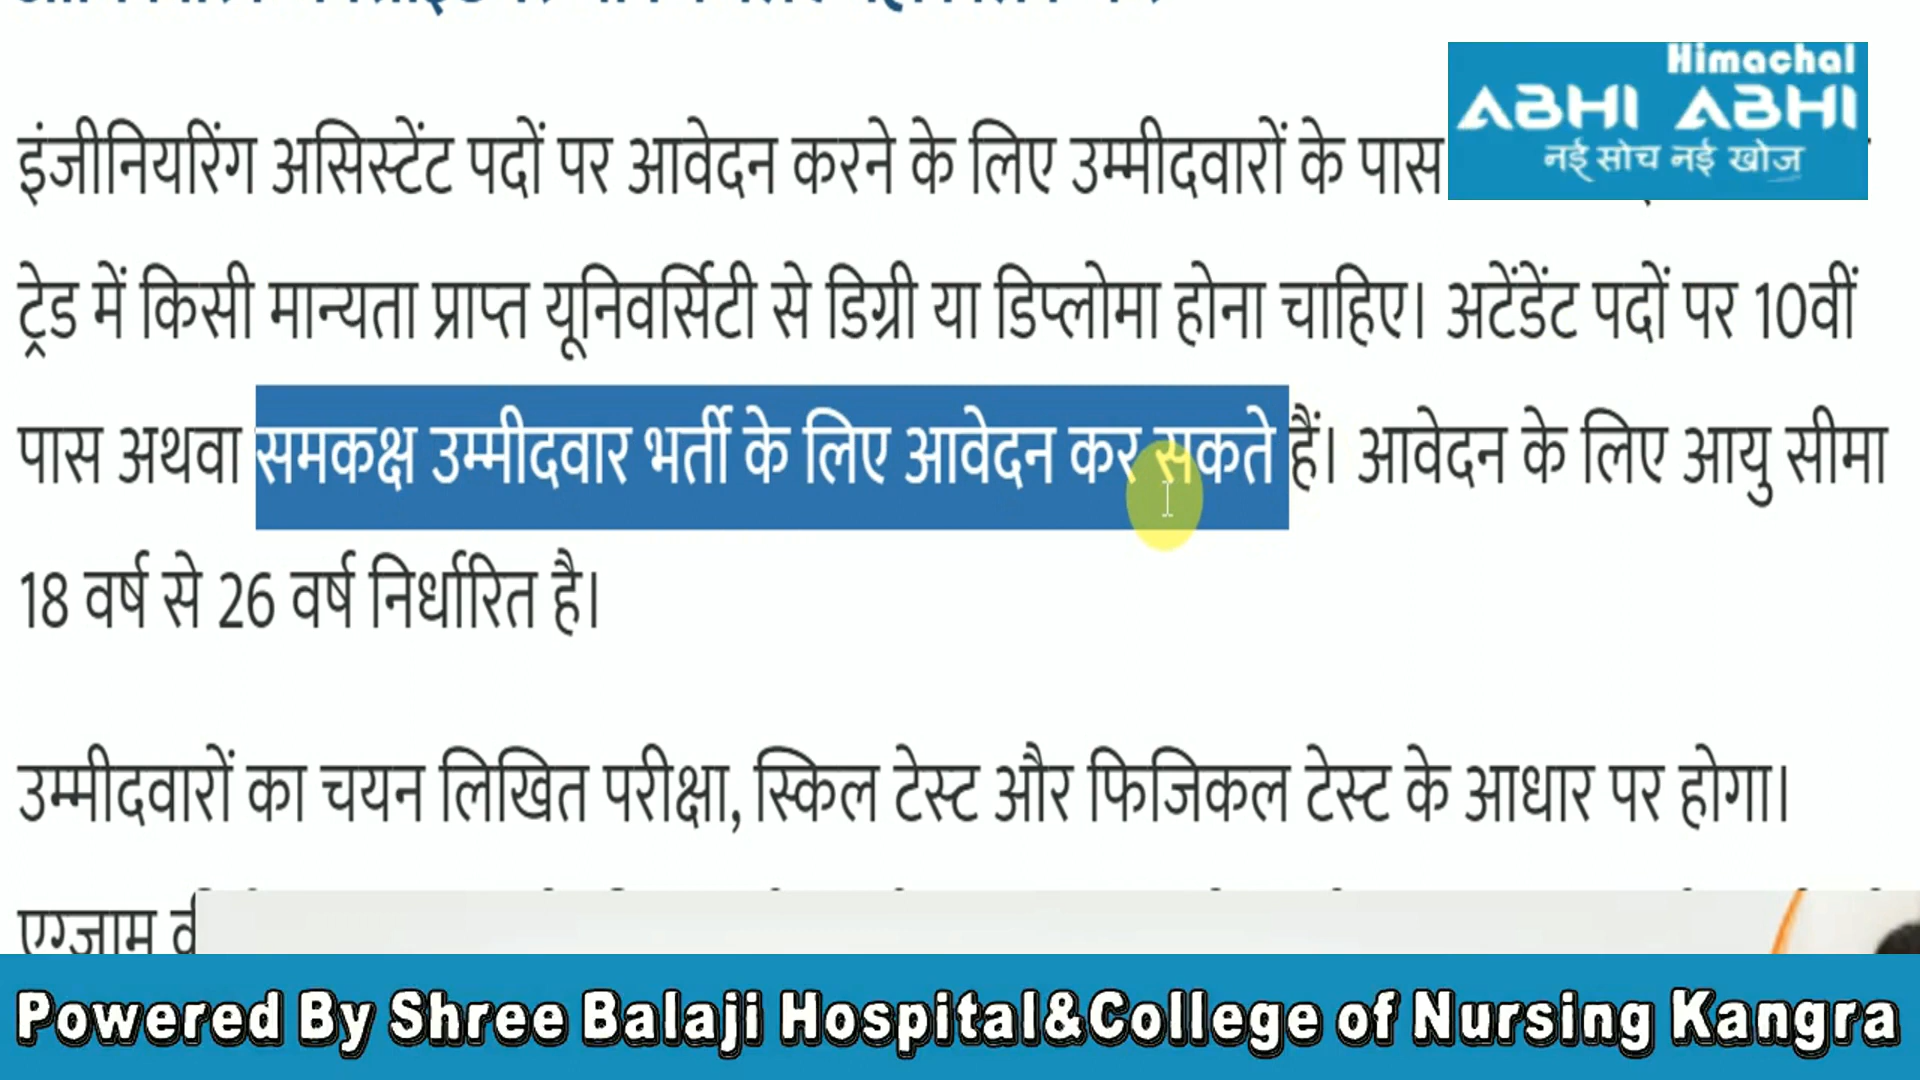 Himachal
ABHI ABHI
नई सोच नई खोज
इंजीनियरिंग असिस्टेंट पदों पर आवेदन करने के लिए उम्मीदवारों के पास
ट्रेड में किसी मान्यता प्राप्त यूनिवर्सिटी से डिग्री या डिप्लोमा होना चाहिए। अटेंडेंट पदों पर 10वीं
पास अथवा समकक्ष उम्मीदवार भर्ती के लिए आवेदन कर सकते हैं। आवेदन के लिए आयु सीमा
18 वर्ष से 26 वर्ष निर्धारित है।
उम्मीदवारों का चयन लिखित परीक्षा, स्किल टेस्ट और फिजिकल टेस्ट के आधार पर होगा।
एग्जाम
Powered By Shree Balaji Hospital&College of Nursing Kangra